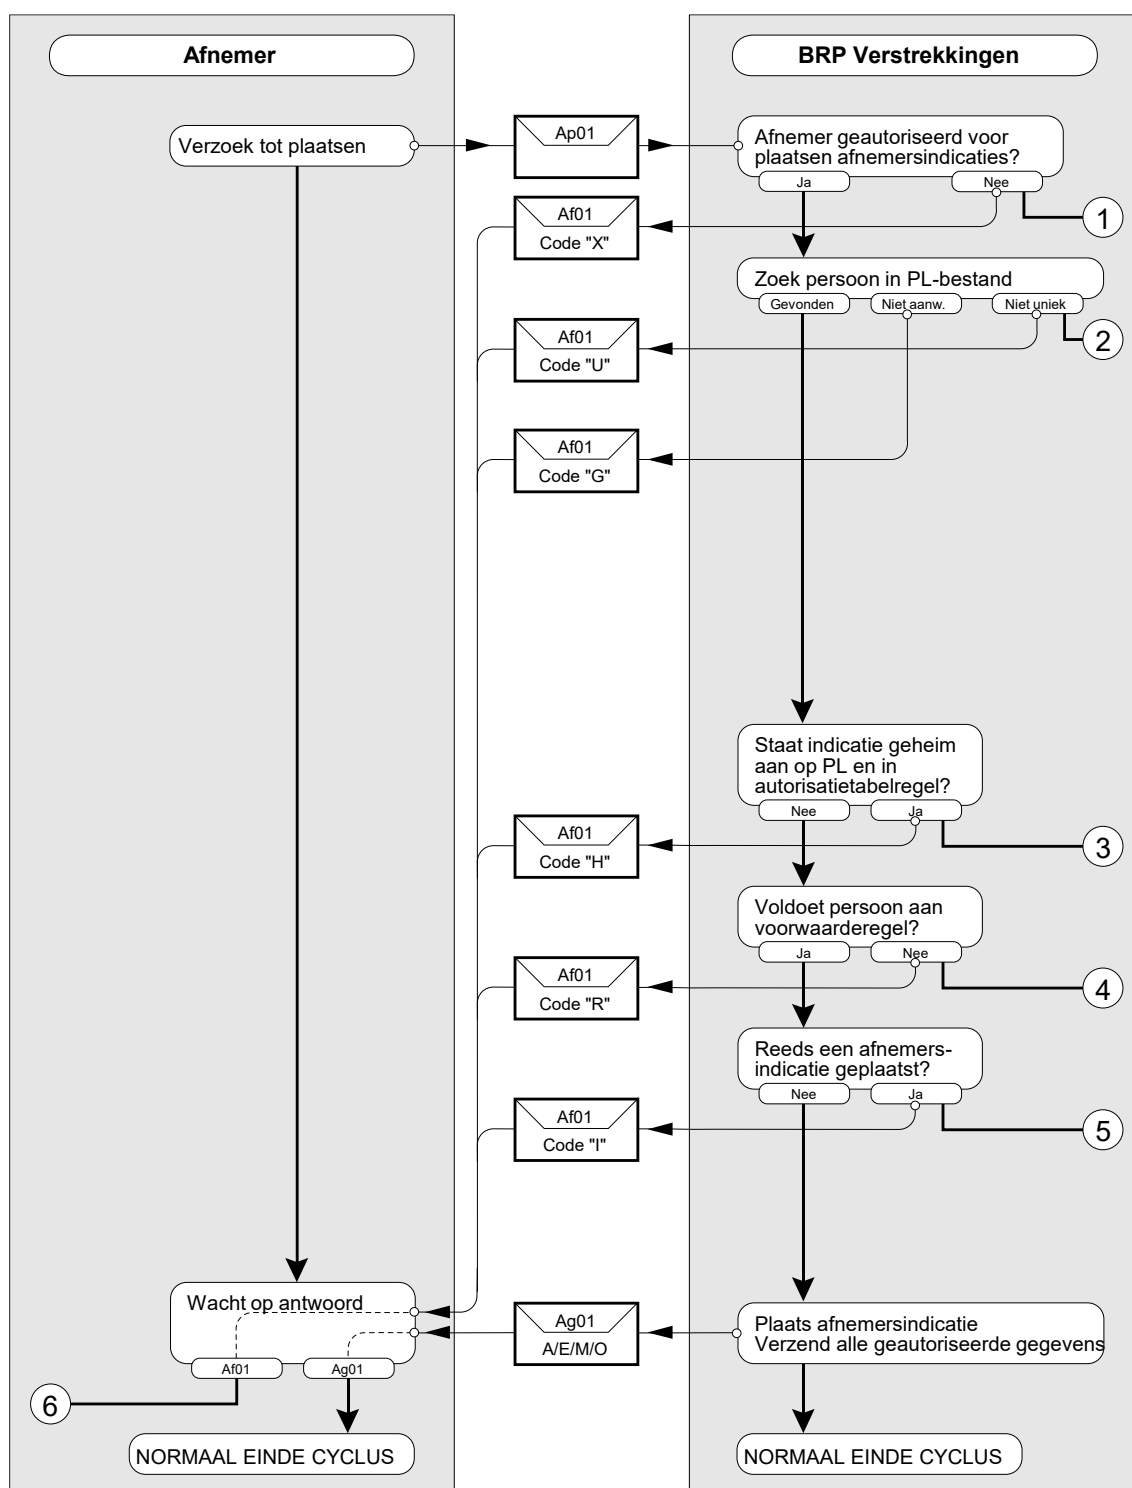 Afnemer
BRP Verstrekkingen
Verzoek tot plaatsen
Ap01
Afnemer geautoriseerd voor
plaatsen afnemersindicaties?
Ja
Nee
1
Af01
Code "X"
Zoek persoon in PL-bestand
Gevonden
Niet aanw.
Niet uniek
2
Af01
Code "U"
Af01
Code "G"
Staat indicatie geheim
aan op PL en in
autorisatietabelregel?
Nee
Ja
3
Af01
Code "H"
Voldoet persoon aan
voorwaarderegel?
Ja
Nee
4
Af01
Code "R"
Reeds een afnemers-
indicatie geplaatst?
Nee
Ja
5
Af01
Code "I"
Wacht op antwoord
Af01
Ag01
6
Ag01
A/E/M/O
Plaats afnemersindicatie
Verzend alle geautoriseerde gegevens
NORMAAL EINDE CYCLUS
NORMAAL EINDE CYCLUS